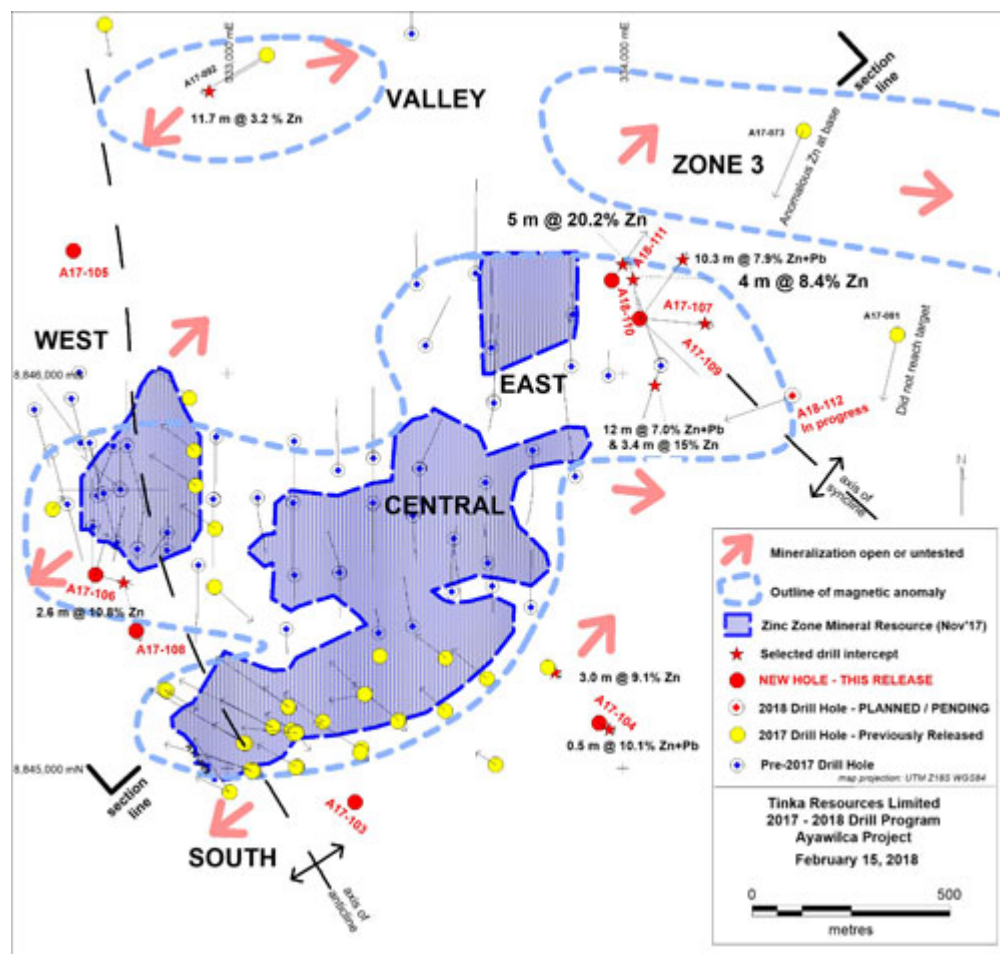 333,000 mE
334,000 mE
section
line
A17-092
VALLEY
11.7 m @ 3.2 % Zn
A17-073
ZONE 3
Anomalous Zn at base
5 m @ 20.2% Zn
A18-111
10.3 m @ 7.9% Zn+Pb
4 m @ 8.4% Zn
A17-105
A17-107
A18-110
WEST
A17-109
Did not reach target
8,846,000 mN
EAST
A18-112
In progress
12 m @ 7.0% Zn+Pb
& 3.4 m @ 15% Zn
N
axis of
syncline
CENTRAL
A17-106
2.6 m @ 10.8% Zn
A17-108
3.0 m @ 9.1% Zn
A17-104
0.5 m @ 10.1% Zn+Pb
8,845,000 mN
section
line
A17-103
SOUTH
axis of
anticline
Mineralization open or untested
Outline of magnetic anomaly
Zinc Zone Mineral Resource (Nov'17)
Selected drill intercept
NEW HOLE - THIS RELEASE
2018 Drill Hole - PLANNED / PENDING
2017 Drill Hole - Previously Released
Pre-2017 Drill Hole
map projection: UTM Z18S WGS84
Tinka Resources Limited
2017 - 2018 Drill Program
Ayawilca Project
February 15, 2018
0
500
metres